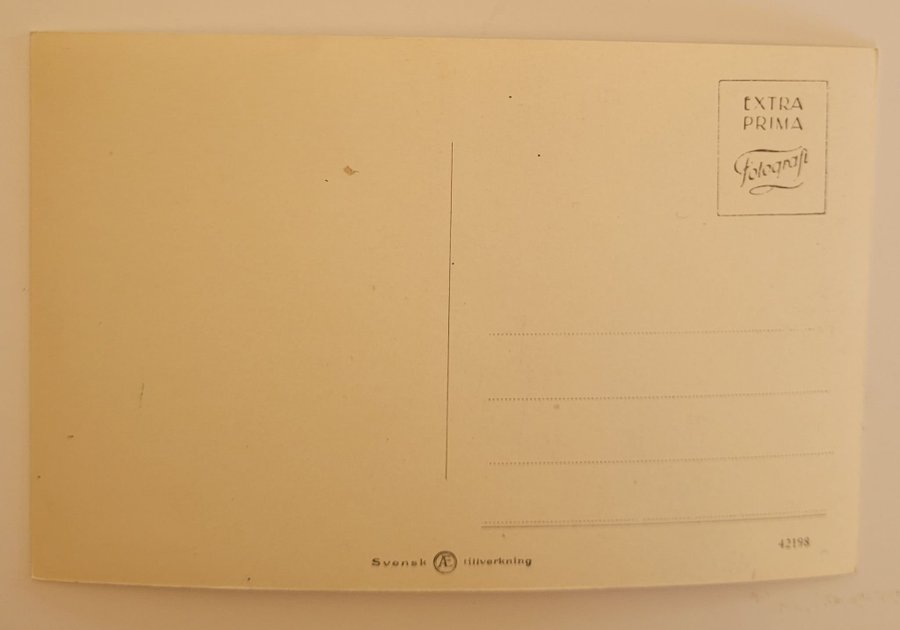 EXTRA
PRIMA
Fotografi
42198
Svensk Æ tillverkning